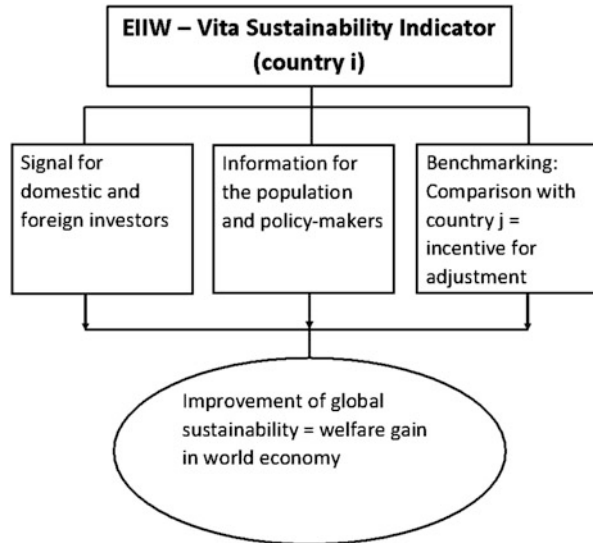 EIIW – Vita Sustainability Indicator
(country i)
Signal for
domestic and
foreign investors
Information for
the population
and policy-makers
Benchmarking:
Comparison with
country j =
incentive for
adjustment
Improvement of global
sustainability = welfare gain
in world economy